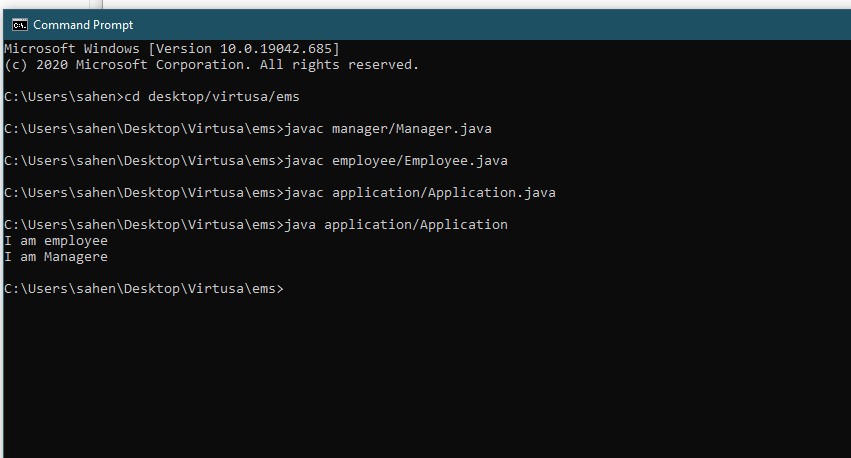 Command Prompt
Microsoft Windows [Version 10.0.19042.685]
(c) 2020 Microsoft Corporation. All rights reserved.
C:\Users\sahen>cd desktop/virtusa/ems
C:\Users\sahen\Desktop\Virtusa\ems>javac manager/Manager.java
C:\Users\sahen\Desktop\Virtusa\ems>javac employee/Employee.java
C:\Users\sahen\Desktop\Virtusa\ems>javac application/Application.java
C:\Users\sahen\Desktop\Virtusa\ems>java application/Application
I am employee
I am Managere
C:\Users\sahen\Desktop\Virtusa\ems>